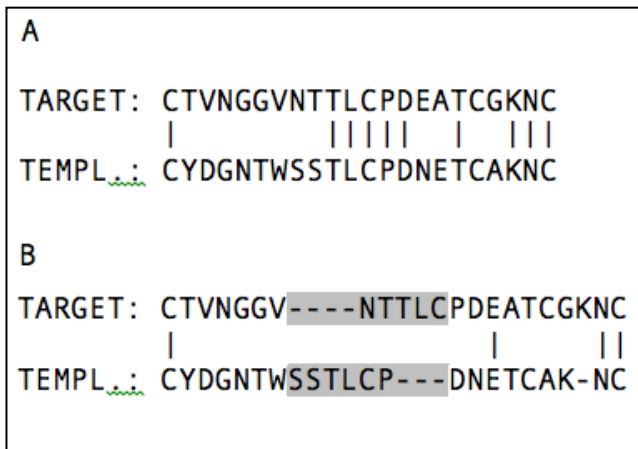 A
TARGET: CTVNGGVNTTLCPDEATCGKNC
        |        |||||  |  |||
TEMPL.: CYDGNTWSSTLCPDNETCAKNC
B
TARGET: CTVNGGV----NTTLCPDEATCGKNC
        |                 |     ||
TEMPL.: CYDGNTWSSTLCP---DNETCAK-NC